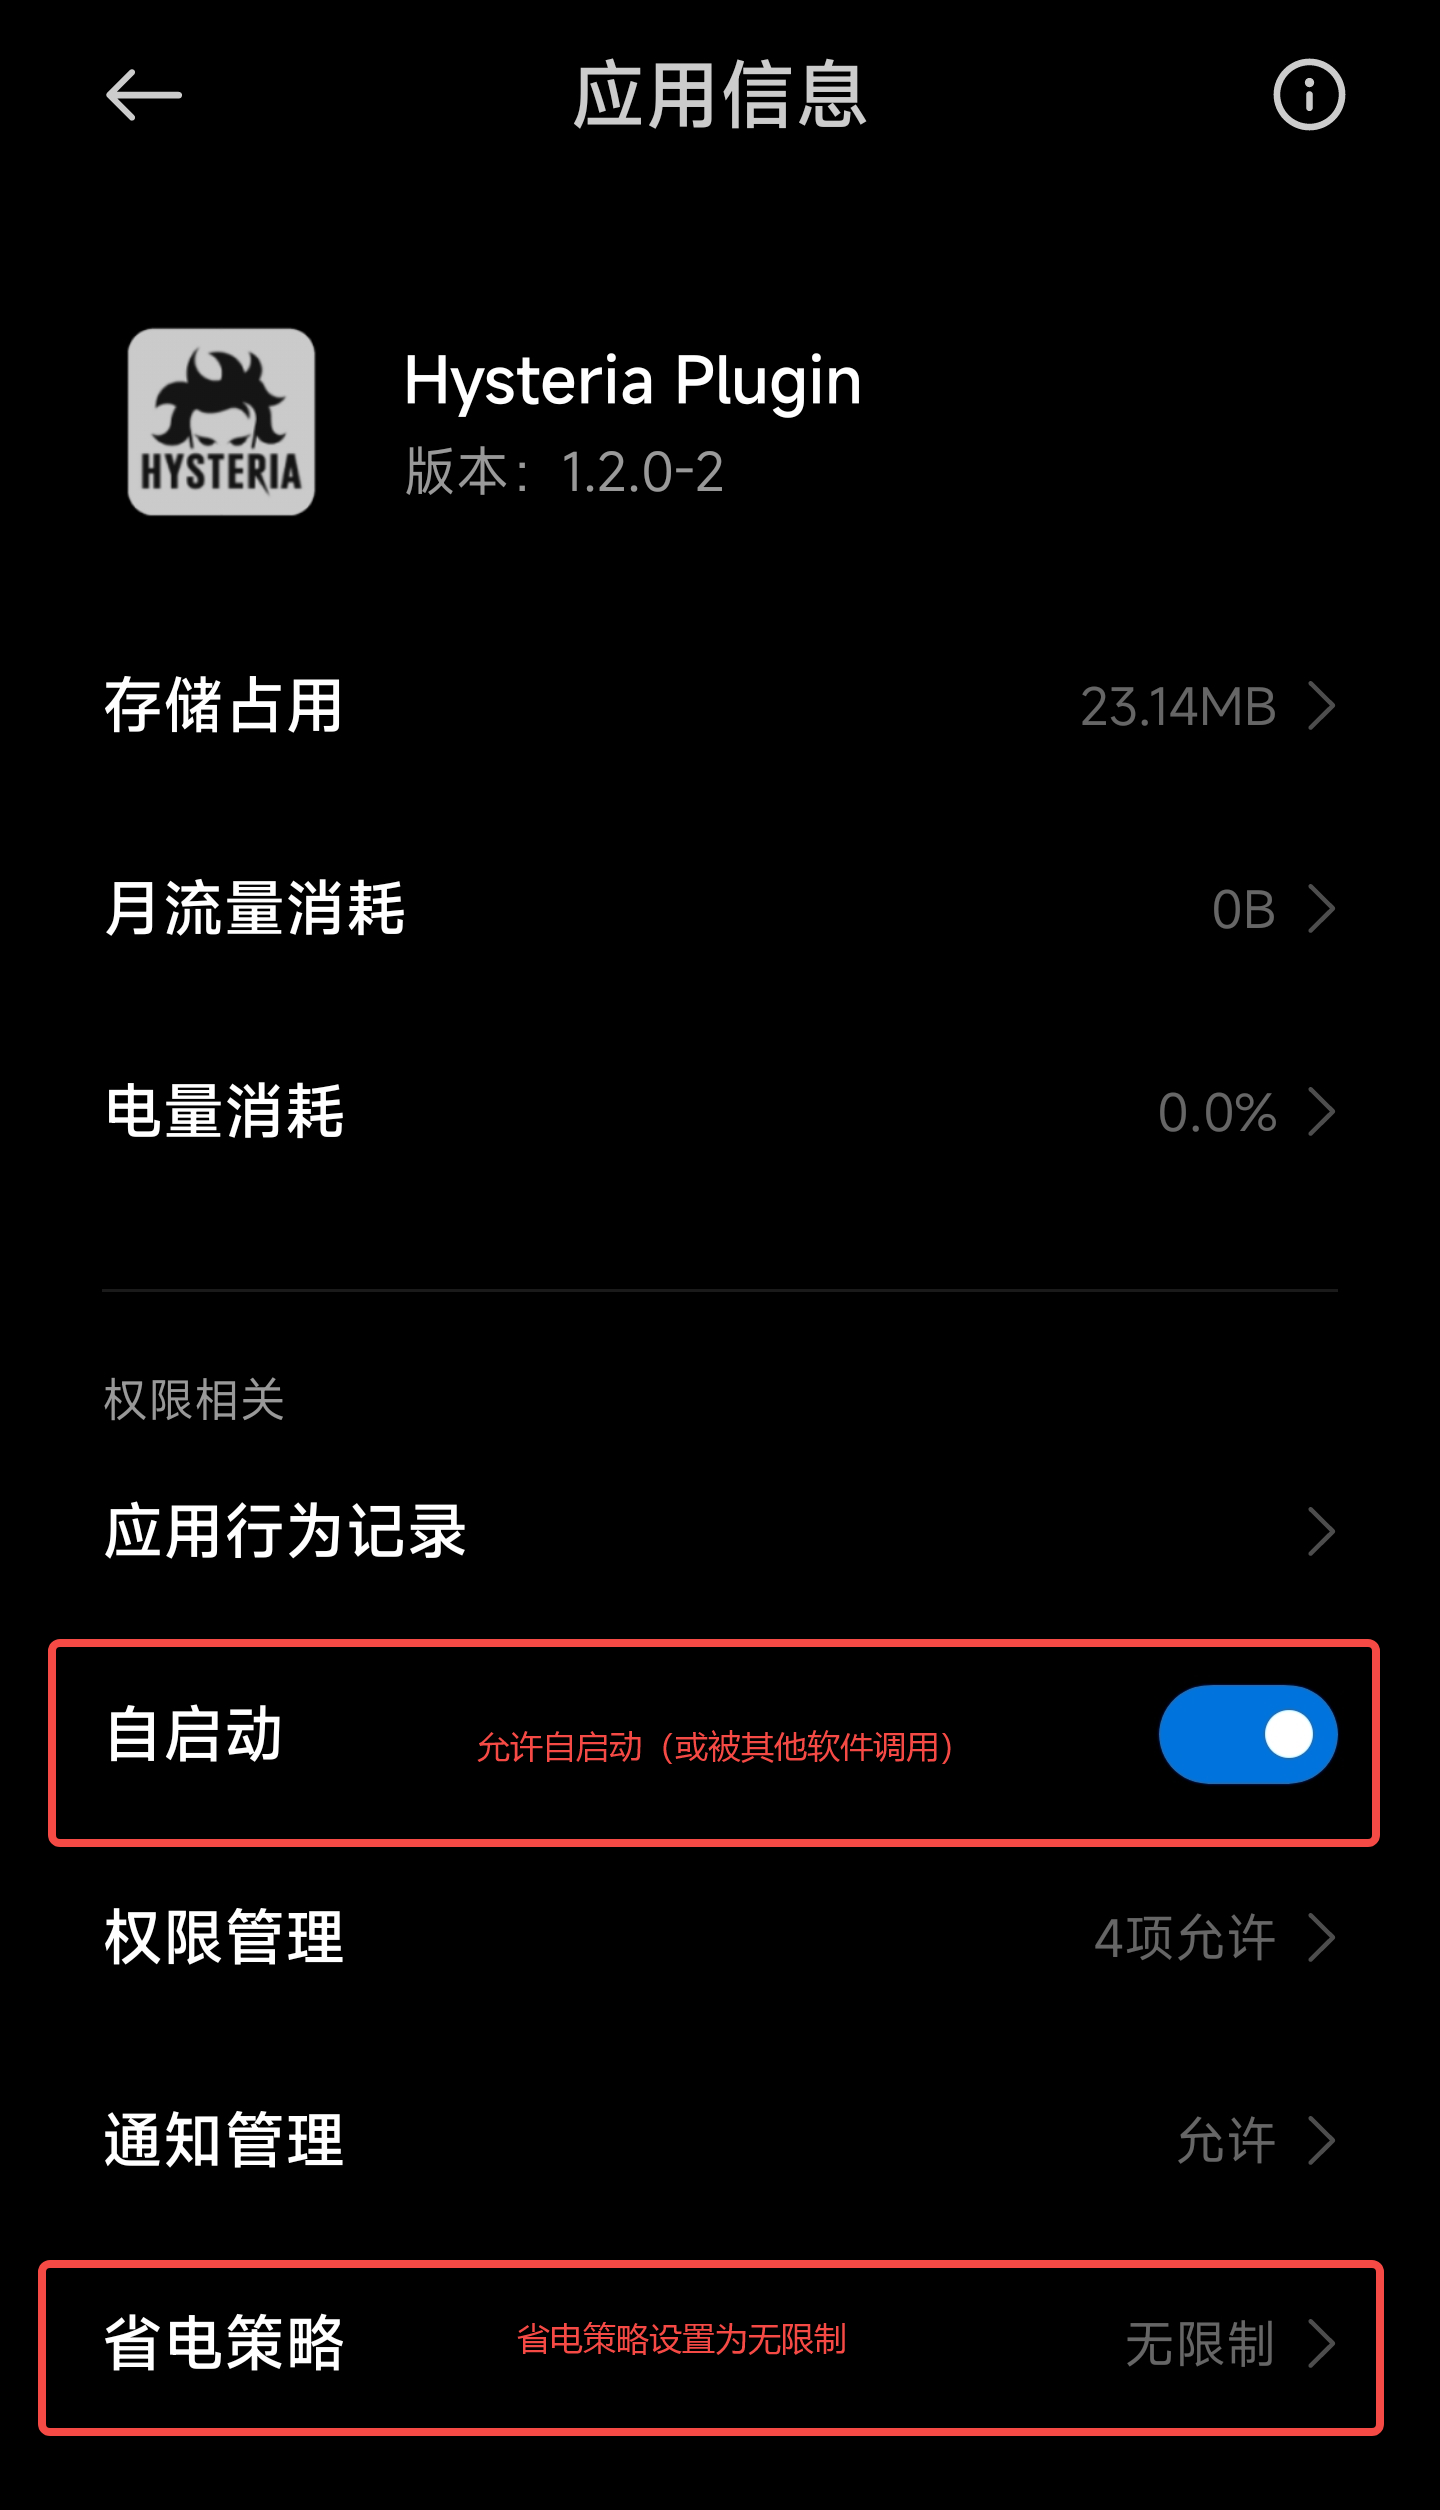 应用信息
HYSTERIA
Hysteria Plugin
版本：1.2.0-2
存储占用 23.14MB
月流量消耗 0B
电量消耗 0.0%
权限相关
应用行为记录
自启动 允许自启动（或被其他软件调用）
权限管理 4项允许
通知管理 允许
省电策略 省电策略设置为无限制 无限制